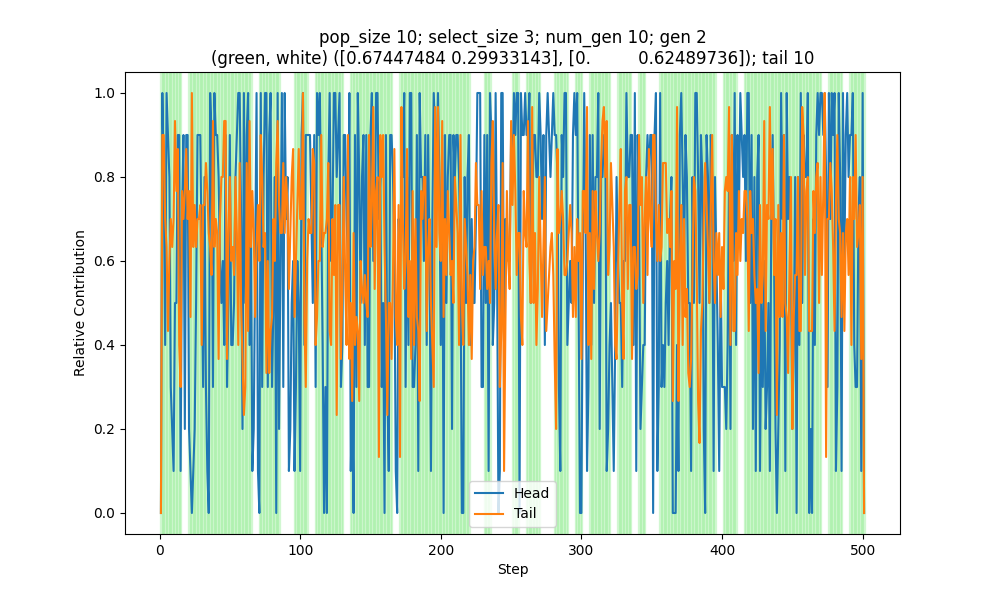 pop_size 10; select_size 3; num_gen 10; gen 2
(green, white) ([0.67447484 0.29933143], [0.         0.62489736]); tail 10
1.0
0.8
0.6
0.4
0.2
0.0
Relative Contribution
Head
Tail
0
100
200
300
400
500
Step